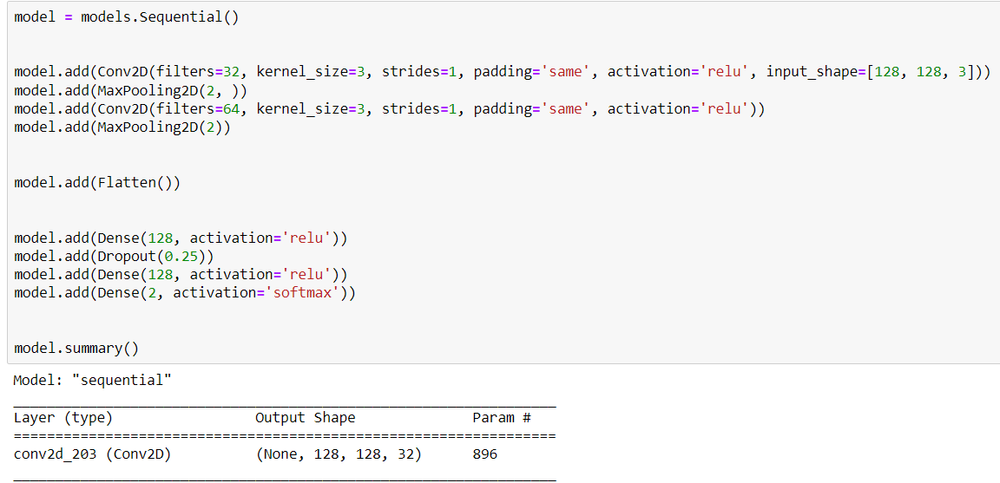 model = models.Sequential()
model.add(Conv2D(filters=32, kernel_size=3, strides=1, padding='same', activation='relu', input_shape=[128, 128, 3]))
model.add(MaxPooling2D(2, ))
model.add(Conv2D(filters=64, kernel_size=3, strides=1, padding='same', activation='relu'))
model.add(MaxPooling2D(2))
model.add(Flatten())
model.add(Dense(128, activation='relu'))
model.add(Dropout(0.25))
model.add(Dense(128, activation='relu'))
model.add(Dense(2, activation='softmax'))
model.summary()
Model: "sequential"
Layer (type) Output Shape Param #
conv2d_203 (Conv2D) (None, 128, 128, 32) 896